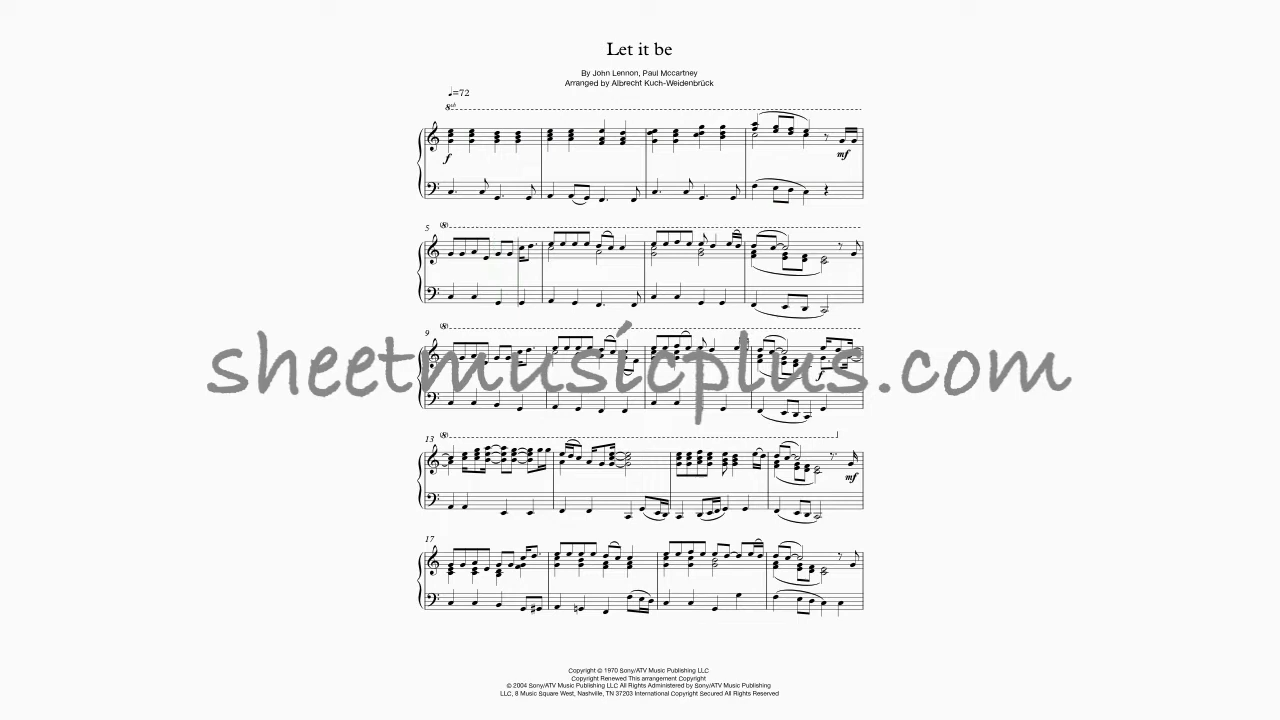 Let it be
By John Lennon, Paul Mccartney
Arranged by Albrecht Kuch-Weidenbrück
♩=72
8va
f
mf
5
(8)
9
(8)
sheetmusicplus.com
f
13
(8)
mf
17
Copyright © 1970 Sony/ATV Music Publishing LLC
Copyright Renewed This arrangement Copyright
© 2004 Sony/ATV Music Publishing LLC All Rights Administered by Sony/ATV Music Publishing
LLC, 8 Music Square West, Nashville, TN 37203 International Copyright Secured All Rights Reserved